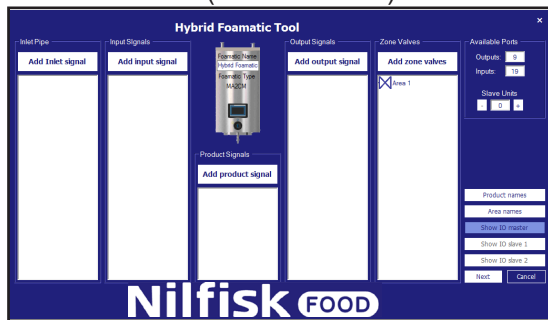 Hybrid Foamatic Tool
×
Inlet Pipe
Add Inlet signal
Input Signals
Add input signal
Foamatic Name
Hybrid Foamatic
Foamatic Type
MA2CM
Product Signals
Add product signal
Output Signals
Add output signal
Zone Valves
Add zone valves
Area 1
Available Ports
Outputs: 9
Inputs: 19
Slave Units
- 0 +
Product names
Area names
Show IO master
Show IO slave 1
Show IO slave 2
Next Cancel
Nilfisk FOOD